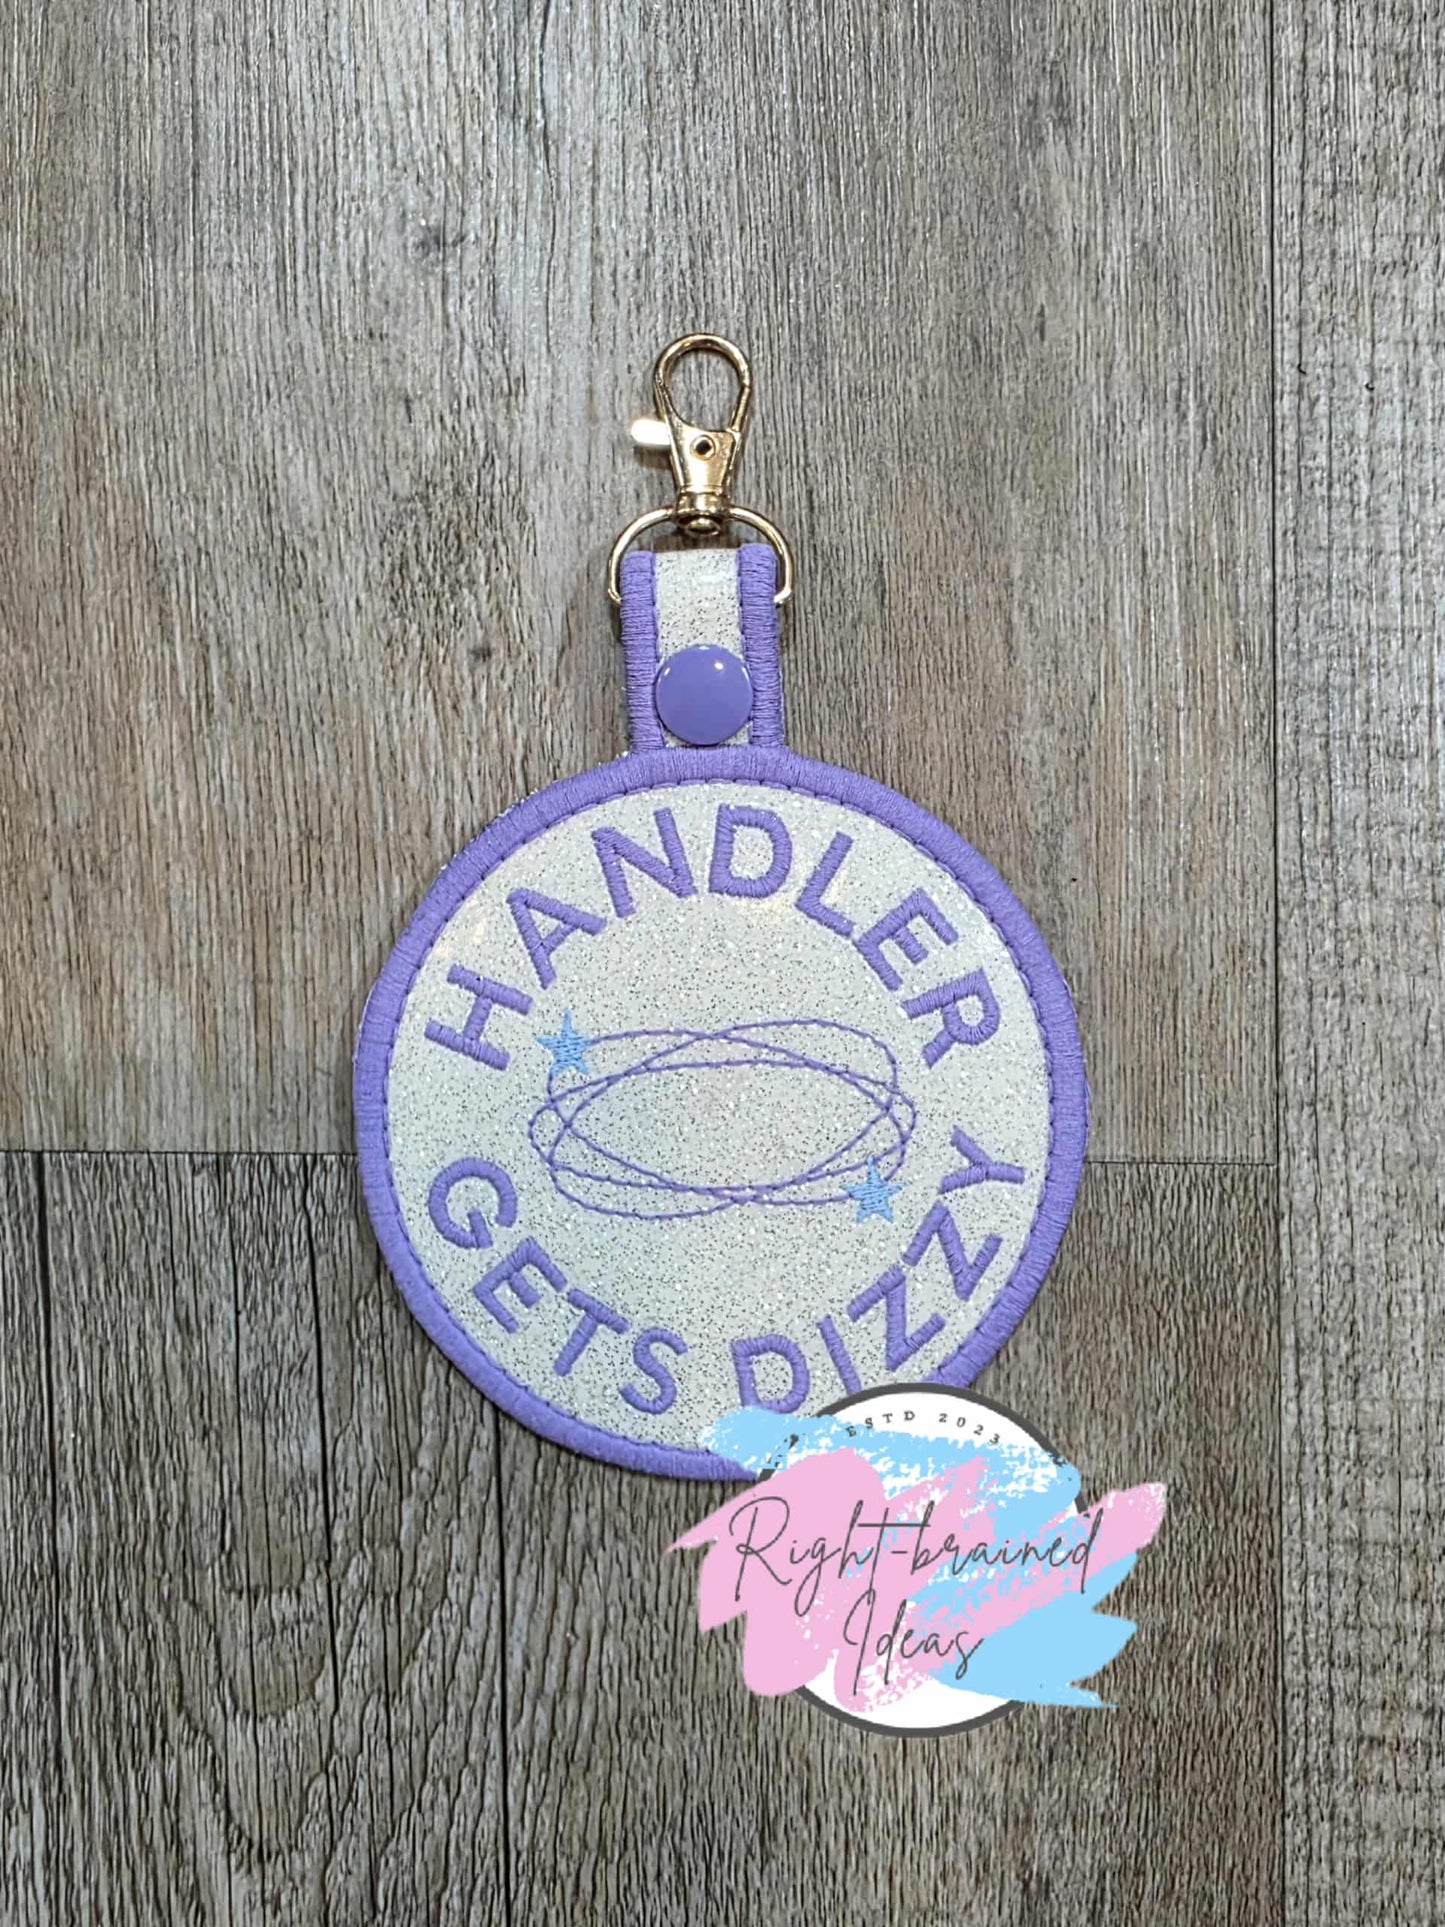 HANDLER
GETS DIZZY
ESTD 2023
Right-brained
Ideas